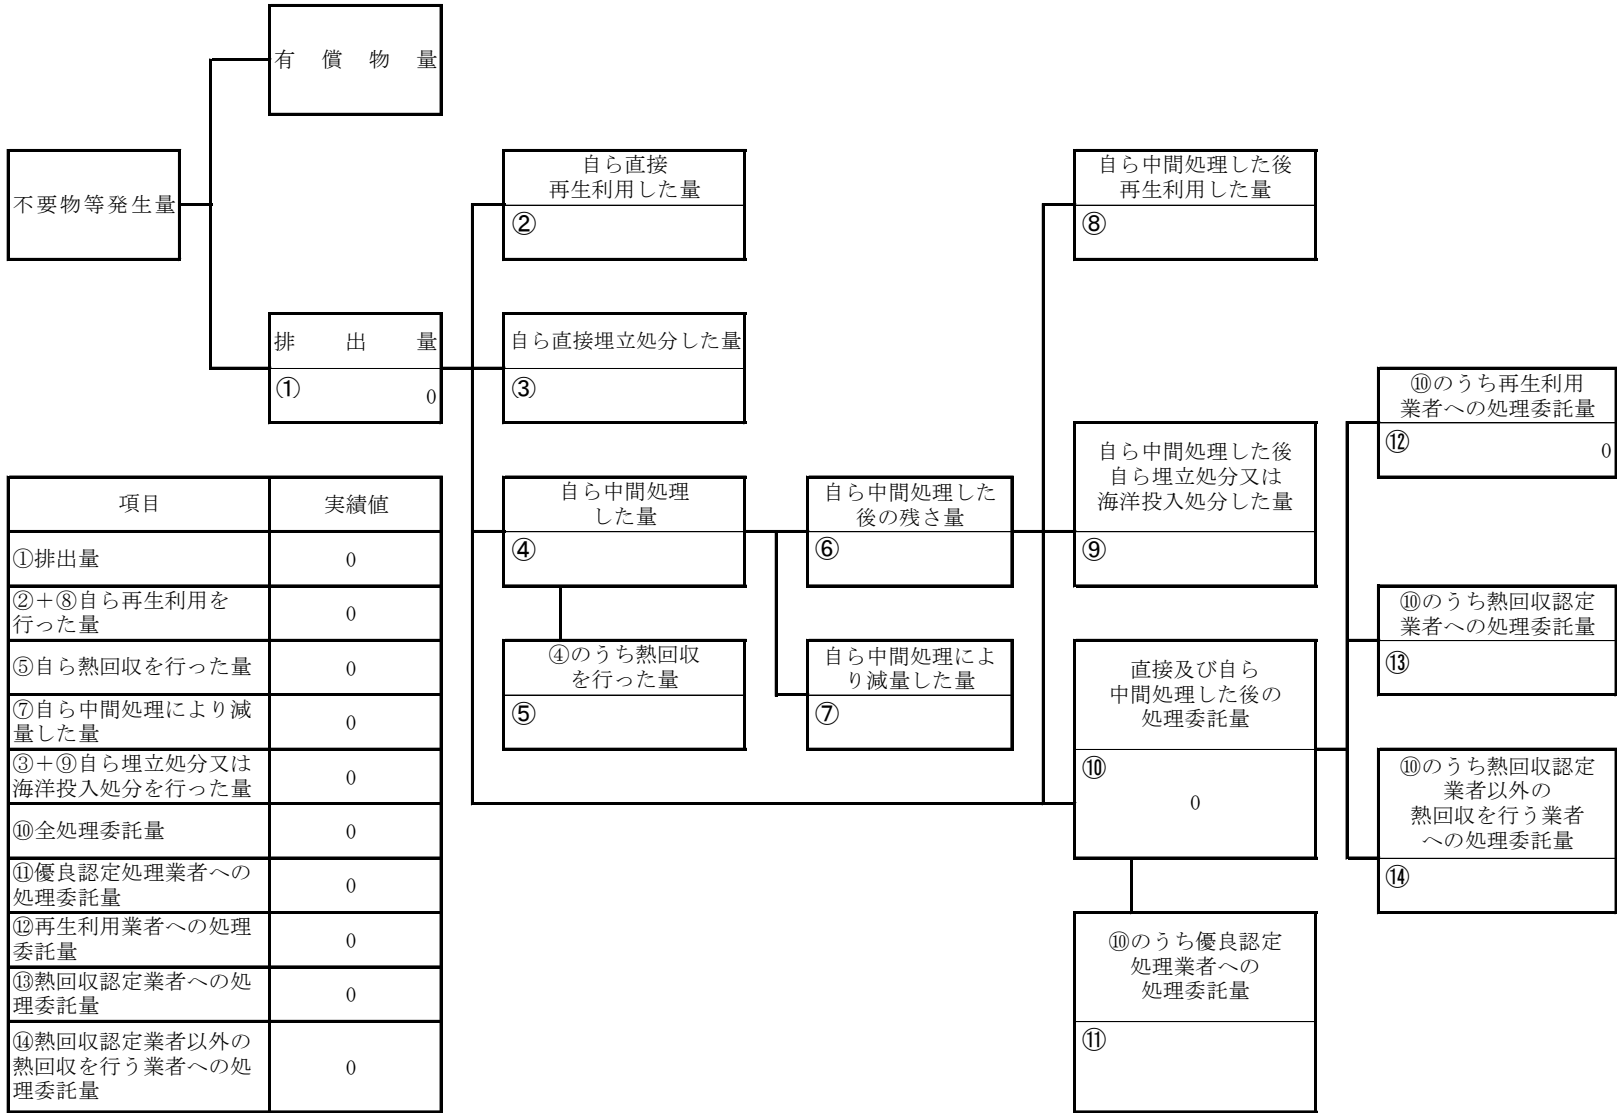 有償物量
不要物等発生量
排出量
①
0
自ら直接
再生利用した量
②
自ら直接埋立処分した量
③
自ら中間処理
した量
④
④のうち熱回収
を行った量
⑤
自ら中間処理した
後の残さ量
⑥
自ら中間処理によ
り減量した量
⑦
自ら中間処理した後
再生利用した量
⑧
自ら中間処理した後
自ら埋立処分又は
海洋投入処分した量
⑨
直接及び自ら
中間処理した後の
処理委託量
⑩
0
⑩のうち優良認定
処理業者への
処理委託量
⑪
⑩のうち再生利用
業者への処理委託量
⑫
0
⑩のうち熱回収認定
業者への処理委託量
⑬
⑩のうち熱回収認定
業者以外の
熱回収を行う業者
への処理委託量
⑭
項目 実績値
①排出量 0
②＋⑧自ら再生利用を
行った量 0
⑤自ら熱回収を行った量 0
⑦自ら中間処理により減
量した量 0
③＋⑨自ら埋立処分又は
海洋投入処分を行った量 0
⑩全処理委託量 0
⑪優良認定処理業者への
処理委託量 0
⑫再生利用業者への処理
委託量 0
⑬熱回収認定業者への処
理委託量 0
⑭熱回収認定業者以外の
熱回収を行う業者への処 0
理委託量